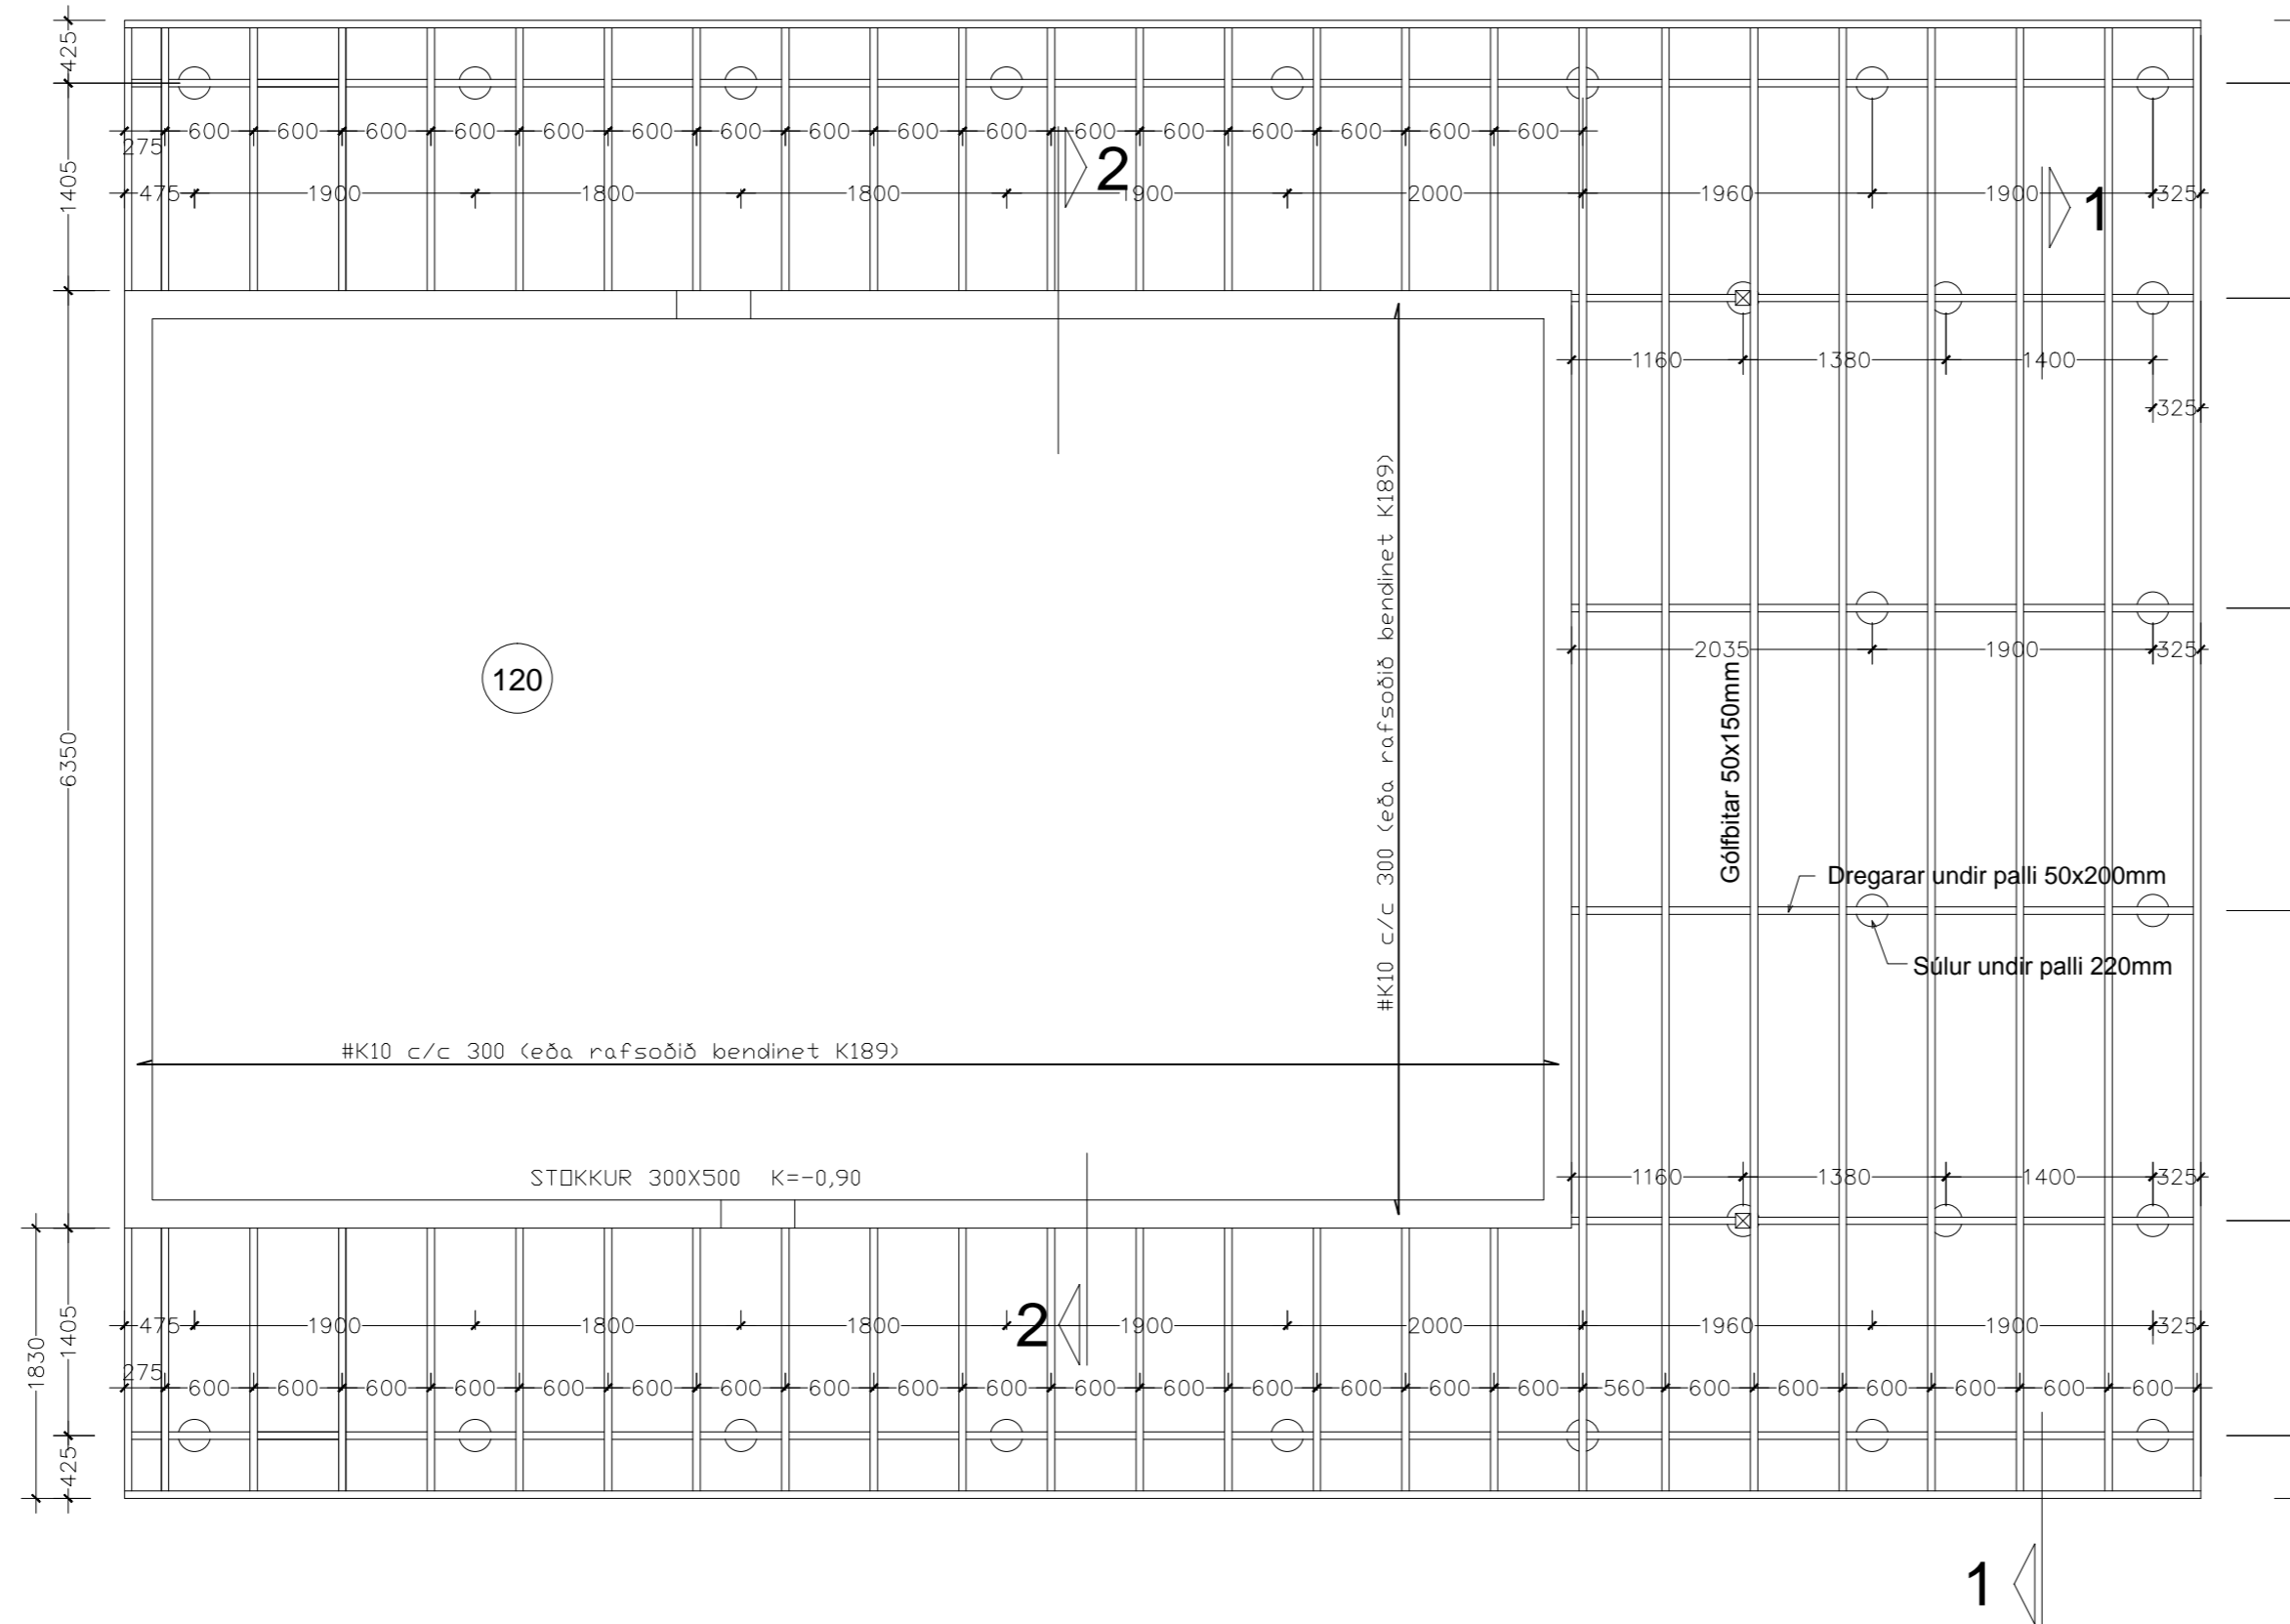 425
600 600 600 600 600 600 600 600 600 600 600 600 600 600 600 600
275
1405
475 1900 1800 1800 1900 2000 1960 1900 325
2
1
1160 1380 1400
325
#K10 c/c 300 (eða rafsoðið bendinet K189)
2035 1900 325
120
6350
Gólfbitar 50x150mm
Dregarar undir palli 50x200mm
Súlur undir palli 220mm
#K10 c/c 300 (eða rafsoðið bendinet K189)
STOKKUR 300X500 K=-0,90
1160 1380 1400 325
475 1900 1800 1800 1900 2000 1960 1900 325
2
1405
1830
275
600 600 600 600 600 600 600 600 600 600 600 600 600 600 600 600 560 600 600 600 600 600 600
425
1